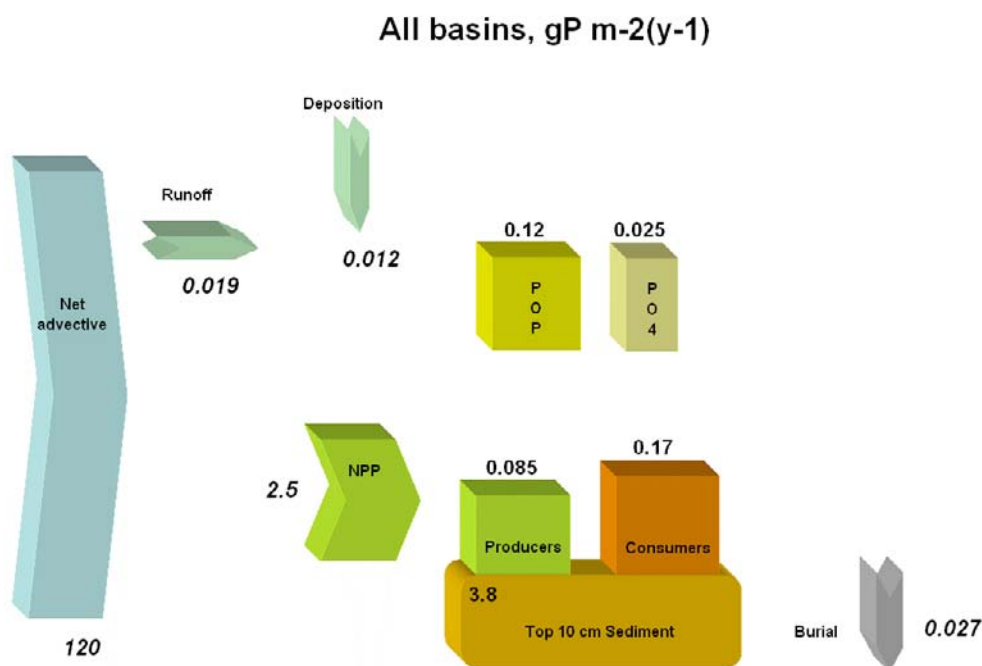 All basins, gP m-2(y-1)
Deposition
Runoff
0.12
0.025
0.012
0.019
Net
advective
P
O
P
P
O
4
NPP
2.5
0.085
0.17
Producers
Consumers
3.8
Top 10 cm Sediment
Burial
0.027
120